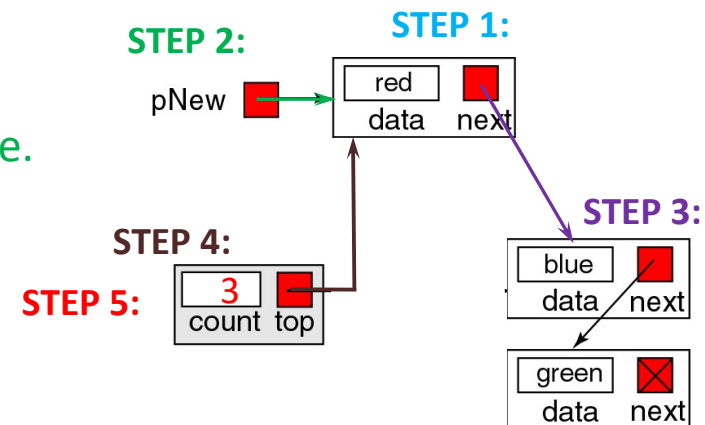 STEP 1:
STEP 2:
red
pNew
data next
e.
STEP 3:
STEP 4:
blue
3
STEP 5:
data next
count top
green
data next